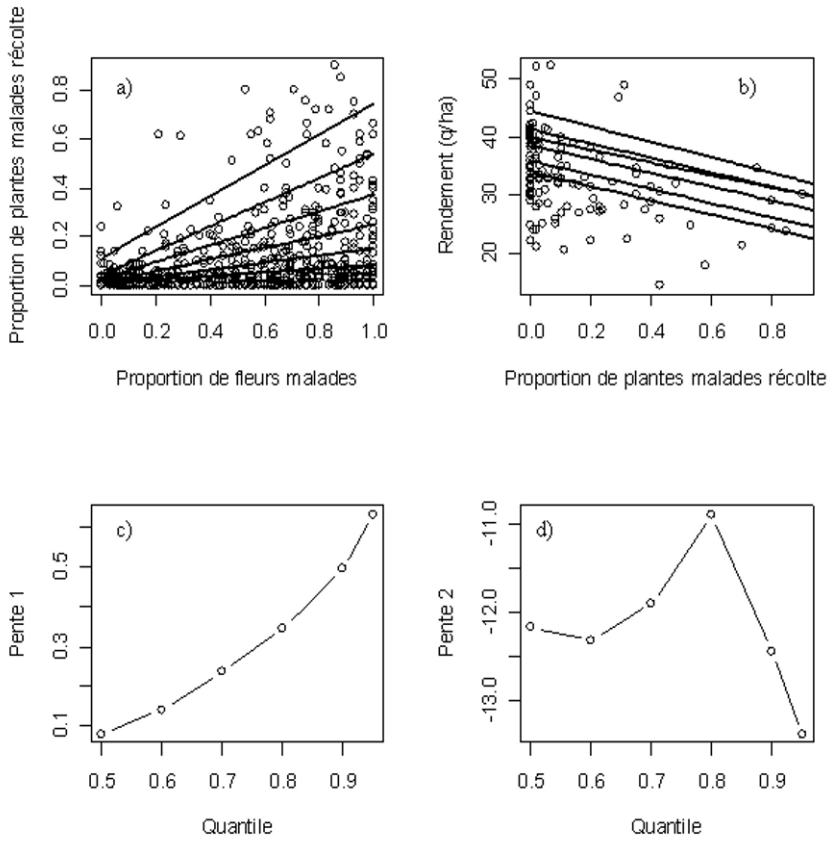 Proportion de plantes malades récolte
0.8
0.6
0.4
0.2
0.0
a)
0.0 0.2 0.4 0.6 0.8 1.0
Proportion de fleurs malades
Rendement (q/ha)
50
40
30
20
b)
0.0 0.2 0.4 0.6 0.8
Proportion de plantes malades récolte
Pente 1
0.5
0.3
0.1
c)
0.5 0.6 0.7 0.8 0.9
Quantile
Pente 2
-11.0
-12.0
-13.0
d)
0.5 0.6 0.7 0.8 0.9
Quantile